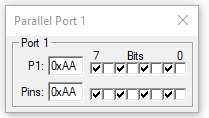 Parallel Port 1
Port 1
7 Bits 0
P1: 0xAA
Pins: 0xAA